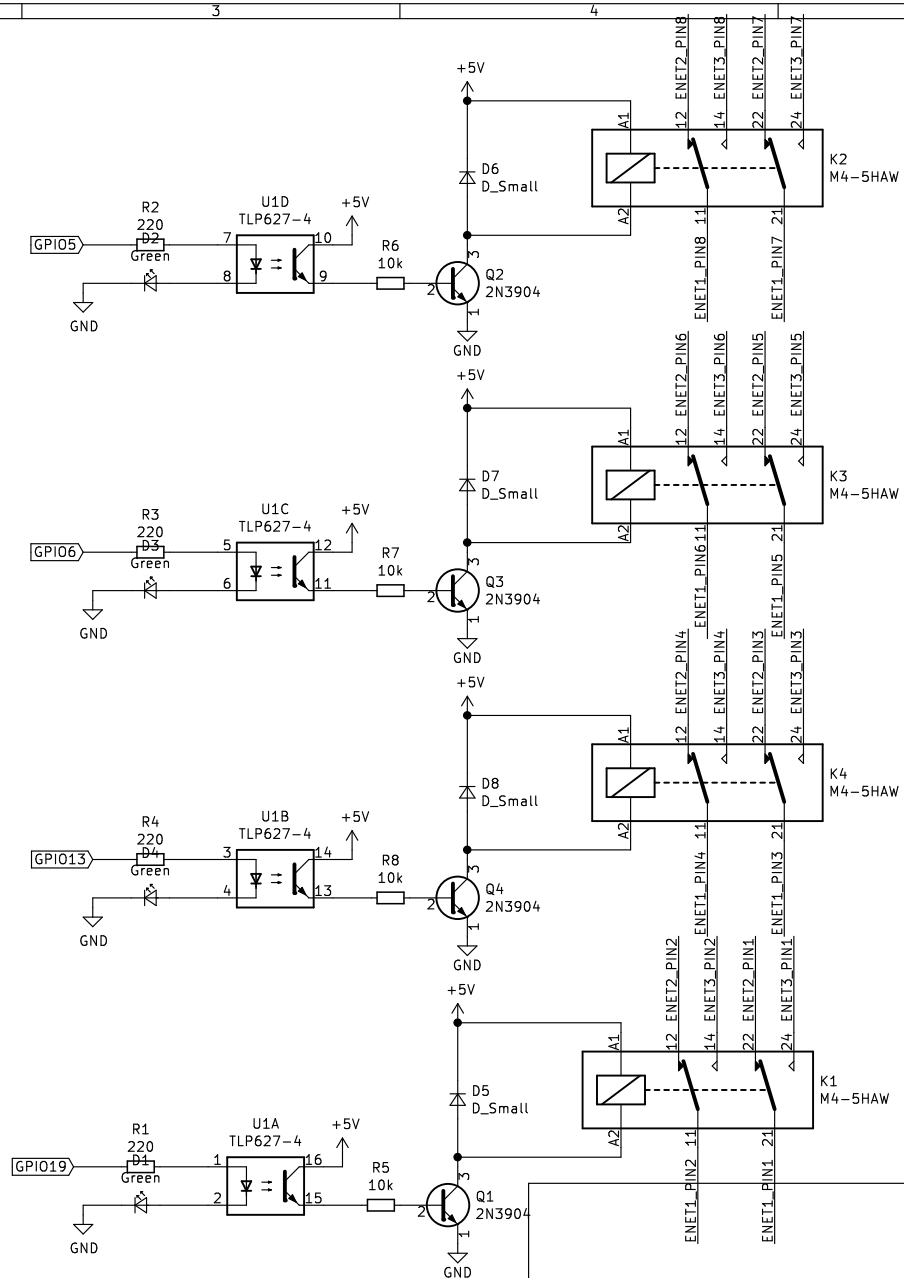 3
4
+5V
ENET2_PIN8
ENET3_PIN8
ENET2_PIN7
ENET3_PIN7
A1
12
14
22
24
K2
M4-5HAW
D6
D_Small
A2
11
21
ENET1_PIN8
ENET1_PIN7
R2
220
D2
Green
GPIO5
U1D
TLP627-4
+5V
7
10
8
9
R6
10k
3
2
Q2
2N3904
1
GND
GND
+5V
ENET2_PIN6
ENET3_PIN6
ENET2_PIN5
ENET3_PIN5
A1
12
14
22
24
K3
M4-5HAW
D7
D_Small
A2
11
21
ENET1_PIN6
ENET1_PIN5
R3
220
D3
Green
GPIO6
U1C
TLP627-4
+5V
5
12
6
11
R7
10k
3
2
Q3
2N3904
1
GND
GND
+5V
ENET2_PIN4
ENET3_PIN4
ENET2_PIN3
ENET3_PIN3
A1
12
14
22
24
K4
M4-5HAW
D8
D_Small
A2
11
21
ENET1_PIN4
ENET1_PIN3
R4
220
D4
Green
GPIO13
U1B
TLP627-4
+5V
3
14
4
13
R8
10k
3
2
Q4
2N3904
1
GND
GND
+5V
ENET2_PIN2
ENET3_PIN2
ENET2_PIN1
ENET3_PIN1
A1
12
14
22
24
K1
M4-5HAW
D5
D_Small
A2
11
21
ENET1_PIN2
ENET1_PIN1
R1
220
D1
Green
GPIO19
U1A
TLP627-4
+5V
1
16
2
15
R5
10k
3
2
Q1
2N3904
1
GND
GND